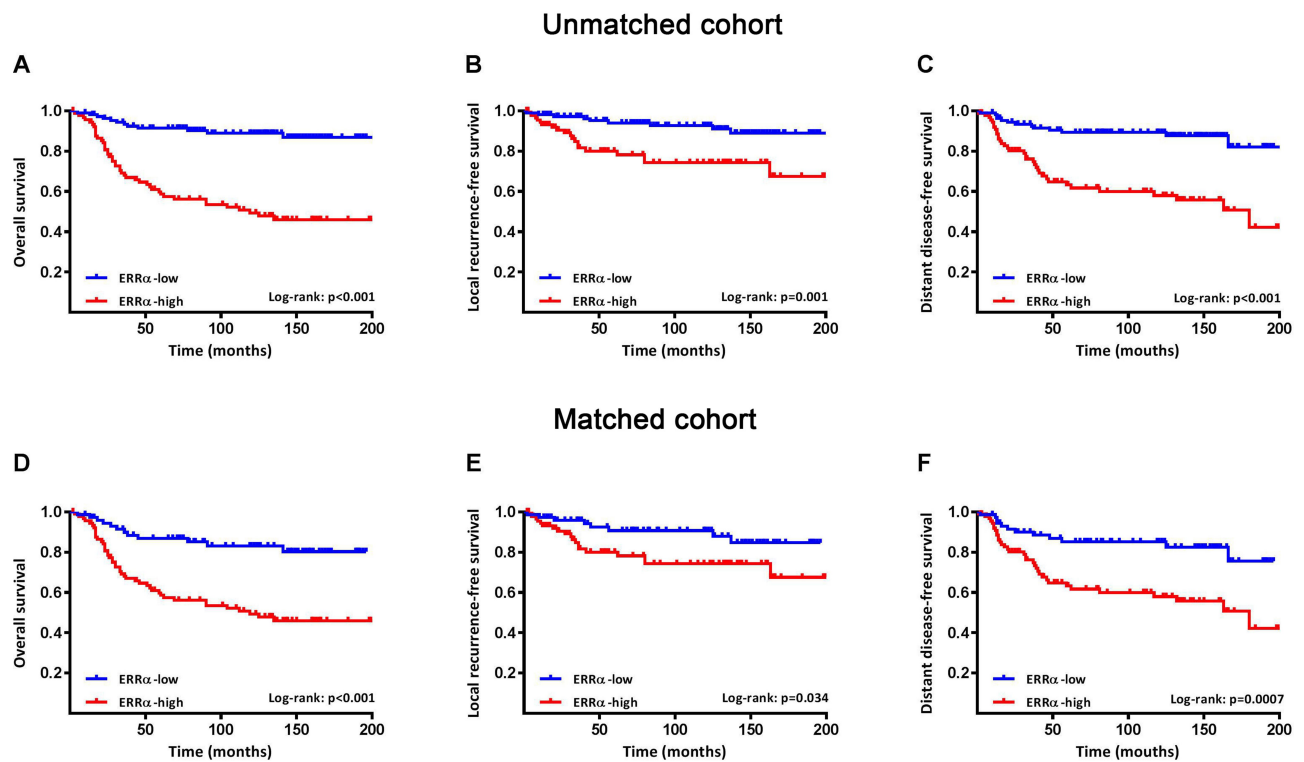 Unmatched cohort
A
Overall survival
1.0
0.8
0.6
0.4
0.2
ERRα-low
ERRα-high
Log-rank: p<0.001
50 100 150 200
Time (months)
B
Local recurrence-free survival
1.0
0.8
0.6
0.4
0.2
ERRα-low
ERRα-high
Log-rank: p=0.001
50 100 150 200
Time (months)
C
Distant disease-free survival
1.0
0.8
0.6
0.4
0.2
ERRα-low
ERRα-high
Log-rank: p<0.001
50 100 150 200
Time (mouths)
Matched cohort
D
Overall survival
1.0
0.8
0.6
0.4
0.2
ERRα-low
ERRα-high
Log-rank: p<0.001
50 100 150 200
Time (months)
E
Local recurrence-free survival
1.0
0.8
0.6
0.4
0.2
ERRα-low
ERRα-high
Log-rank: p=0.034
50 100 150 200
Time (months)
F
Distant disease-free survival
1.0
0.8
0.6
0.4
0.2
ERRα-low
ERRα-high
Log-rank: p=0.0007
50 100 150 200
Time (mouths)